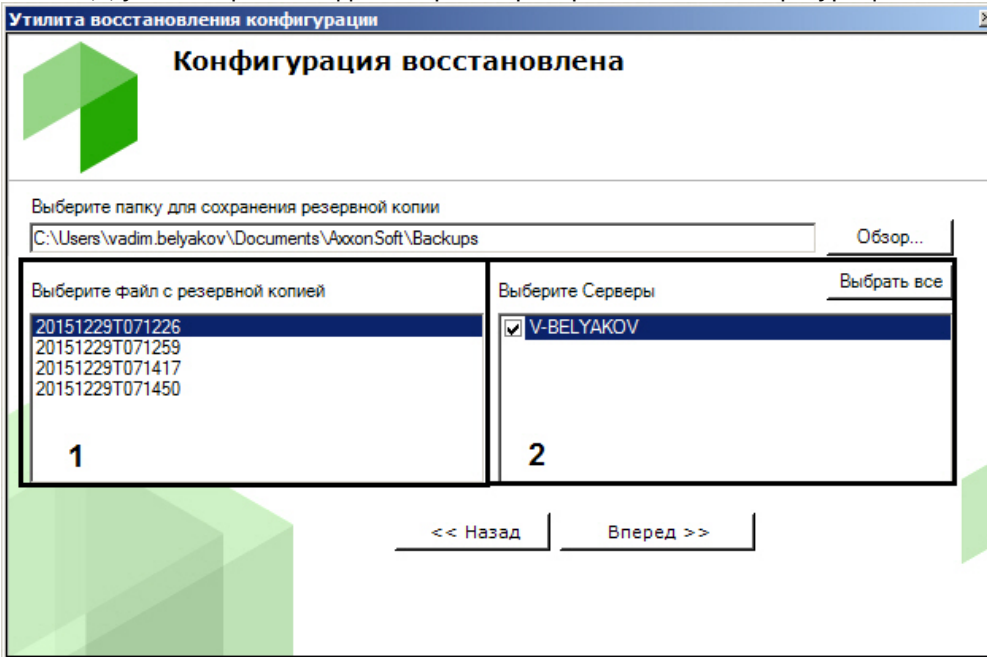 Утилита восстановления конфигурации
Конфигурация восстановлена
Выберите папку для сохранения резервной копии
C:\Users\vadim.belyakov\Documents\AxxonSoft\Backups
Обзор...
Выберите файл с резервной копией
Выберите Серверы
Выбрать все
20151229T071226
20151229T071259
20151229T071417
20151229T071450
V-BELYAKOV
1
2
<< Назад
Вперед >>